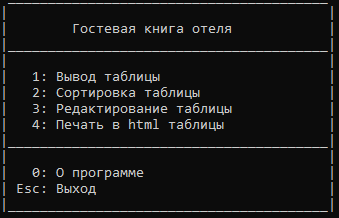 Гостевая книга отеля
1: Вывод таблицы
2: Сортировка таблицы
3: Редактирование таблицы
4: Печать в html таблицы
0: О программе
Esc: Выход